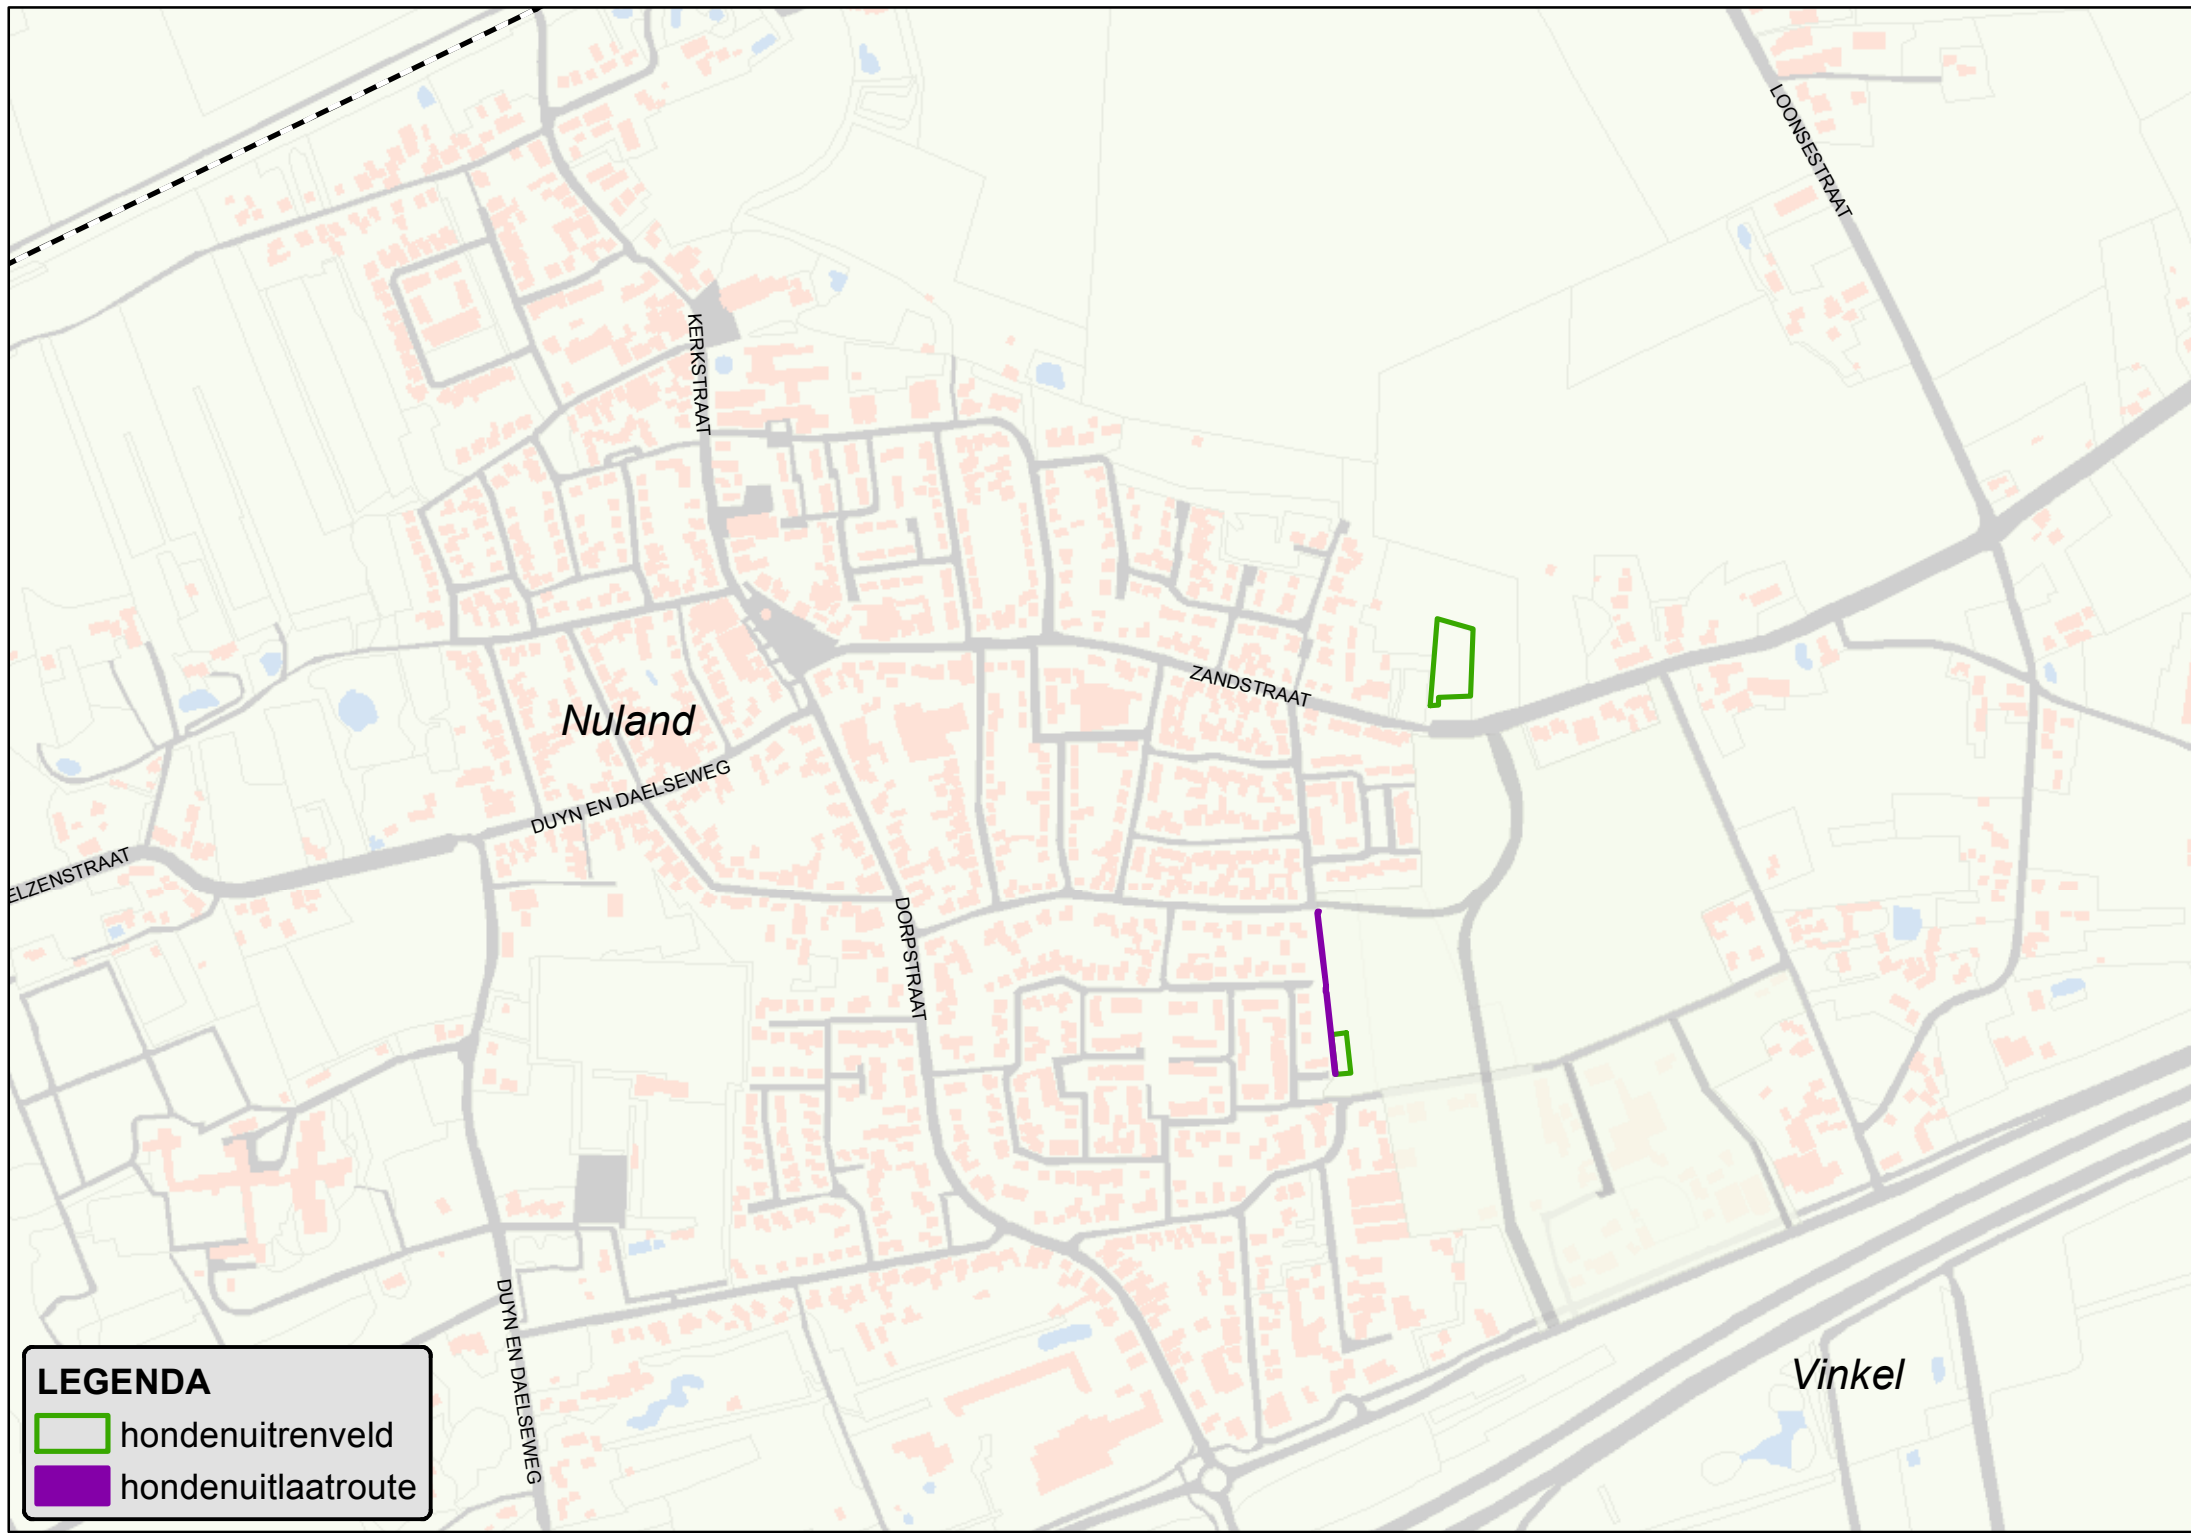 LOONSESTRAAT
KERKSTRAAT
ZANDSTRAAT
Nuland
DUYN EN DAELSEWEG
ELZENSTRAAT
DORPSTRAAT
DUYN EN DAELSEWEG
Vinkel
LEGENDA
hondenuitrenveld
hondenuitlaatroute